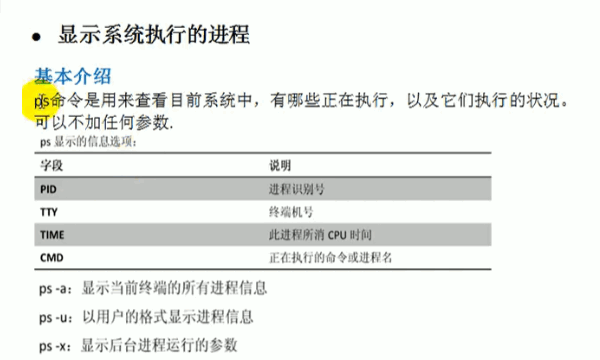 ● 显示系统执行的进程
基本介绍
ps命令是用来查看目前系统中，有哪些正在执行，以及它们执行的状况。
可以不加任何参数.
ps 显示的信息选项：
字段 说明
PID 进程识别号
TTY 终端机号
TIME 此进程所消 CPU 时间
CMD 正在执行的命令或进程名
ps -a：显示当前终端的所有进程信息
ps -u：以用户的格式显示进程信息
ps -x：显示后台进程运行的参数